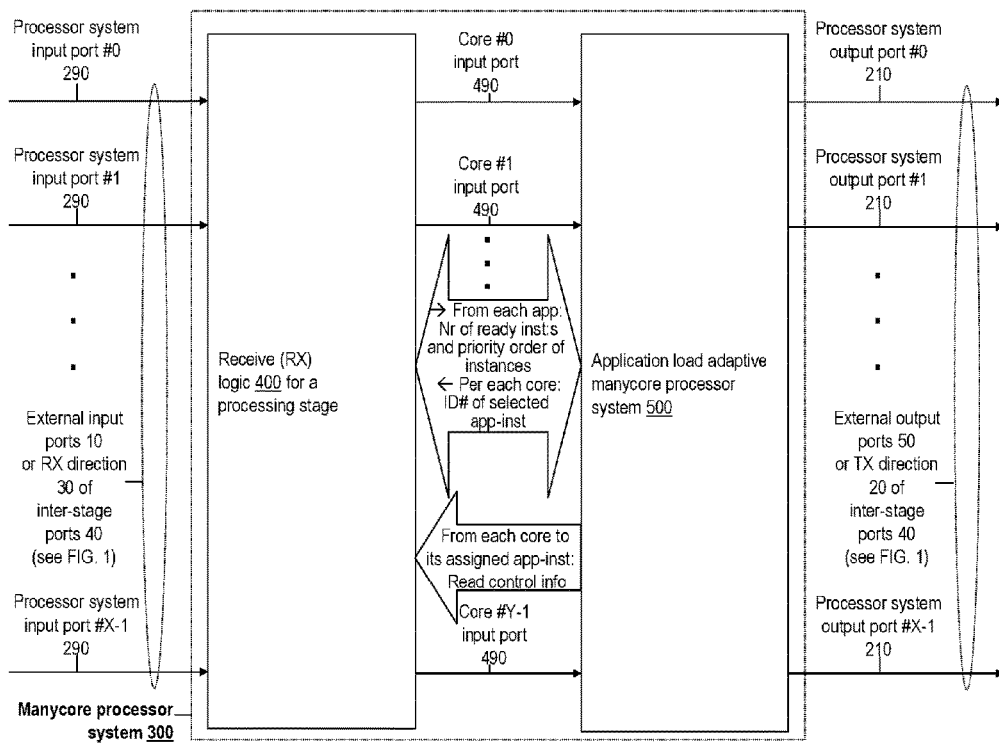 Processor system
input port #0
290
Core #0
input port
490
Processor system
output port #0
210
Processor system
input port #1
290
Core #1
input port
490
Processor system
output port #1
210
→ From each app:
Nr of ready inst:s
and priority order of
instances
← Per each core:
ID# of selected
app-inst
Receive (RX)
logic 400 for a
processing stage
Application load adaptive
manycore processor
system 500
External input
ports 10
or RX direction
30 of
inter-stage
ports 40
(see FIG. 1)
External output
ports 50
or TX direction
20 of
inter-stage
ports 40
(see FIG. 1)
From each core to
its assigned app-inst:
Read control info
Processor system
input port #X-1
290
Core #Y-1
input port
490
Processor system
output port #X-1
210
Manycore processor
system 300